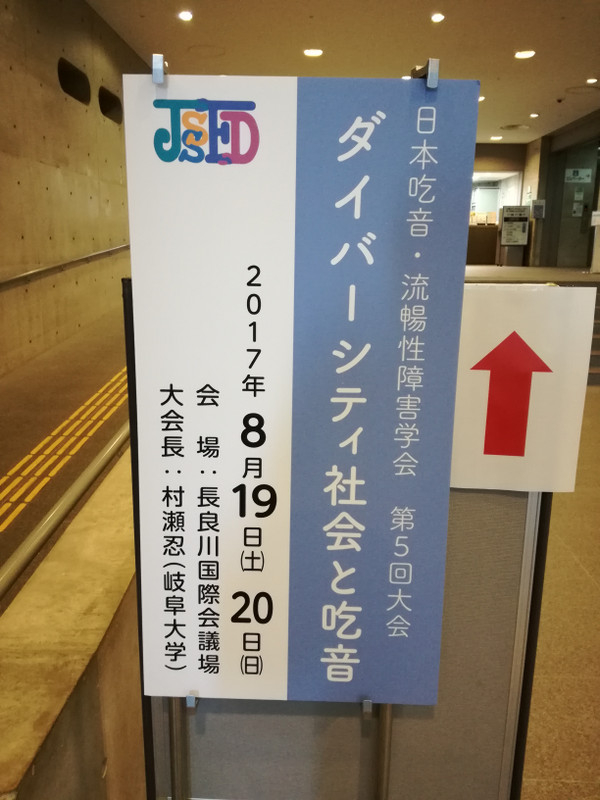 日本吃音・流暢性障害学会 第5回大会
ダイバーシティ社会と吃音
2017年8月19日(土) 20日(日)
会 場:長良川国際会議場
大会長:村瀬忍(岐阜大学)
JSSFD